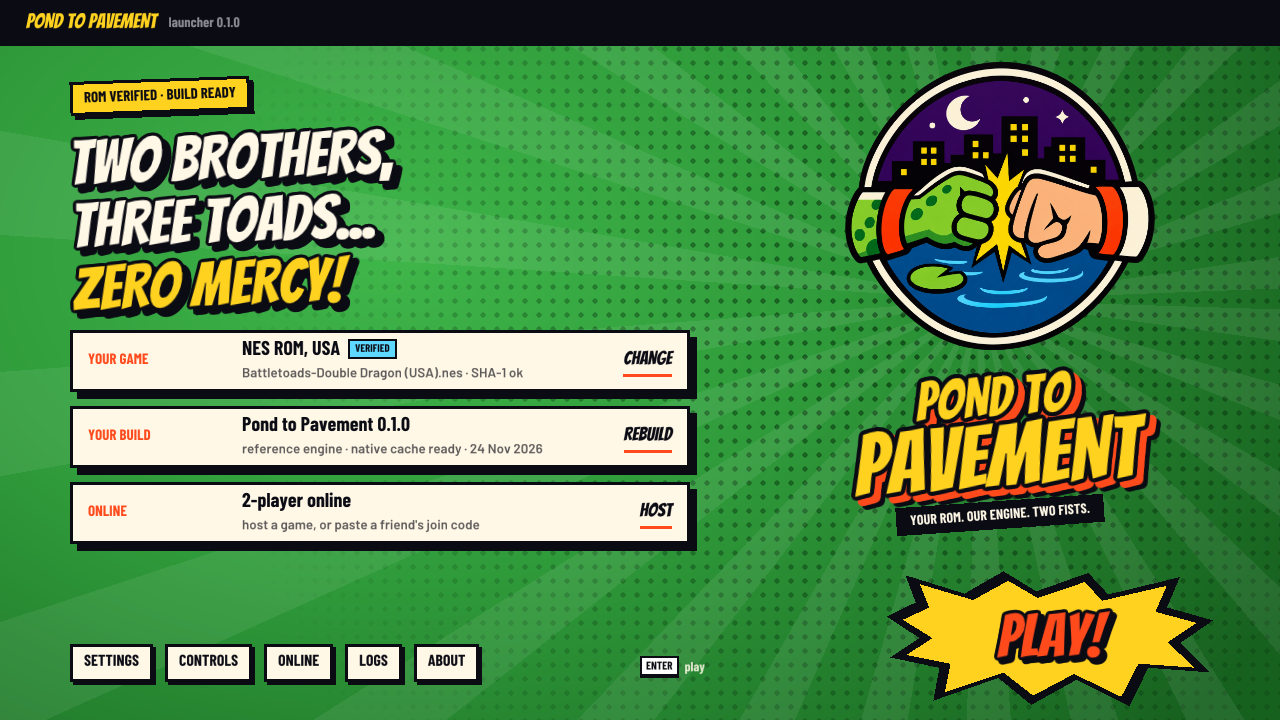 POND TO PAVEMENT launcher 0.1.0
ROM VERIFIED · BUILD READY
TWO BROTHERS,
THREE TOADS...
ZERO MERCY!
YOUR GAME
NES ROM, USA VERIFIED
Battletoads-Double Dragon (USA).nes · SHA-1 ok
CHANGE
YOUR BUILD
Pond to Pavement 0.1.0
reference engine · native cache ready · 24 Nov 2026
REBUILD
ONLINE
2-player online
host a game, or paste a friend's join code
HOST
POND TO
PAVEMENT
YOUR ROM. OUR ENGINE. TWO FISTS.
PLAY!
SETTINGS CONTROLS ONLINE LOGS ABOUT
ENTER play